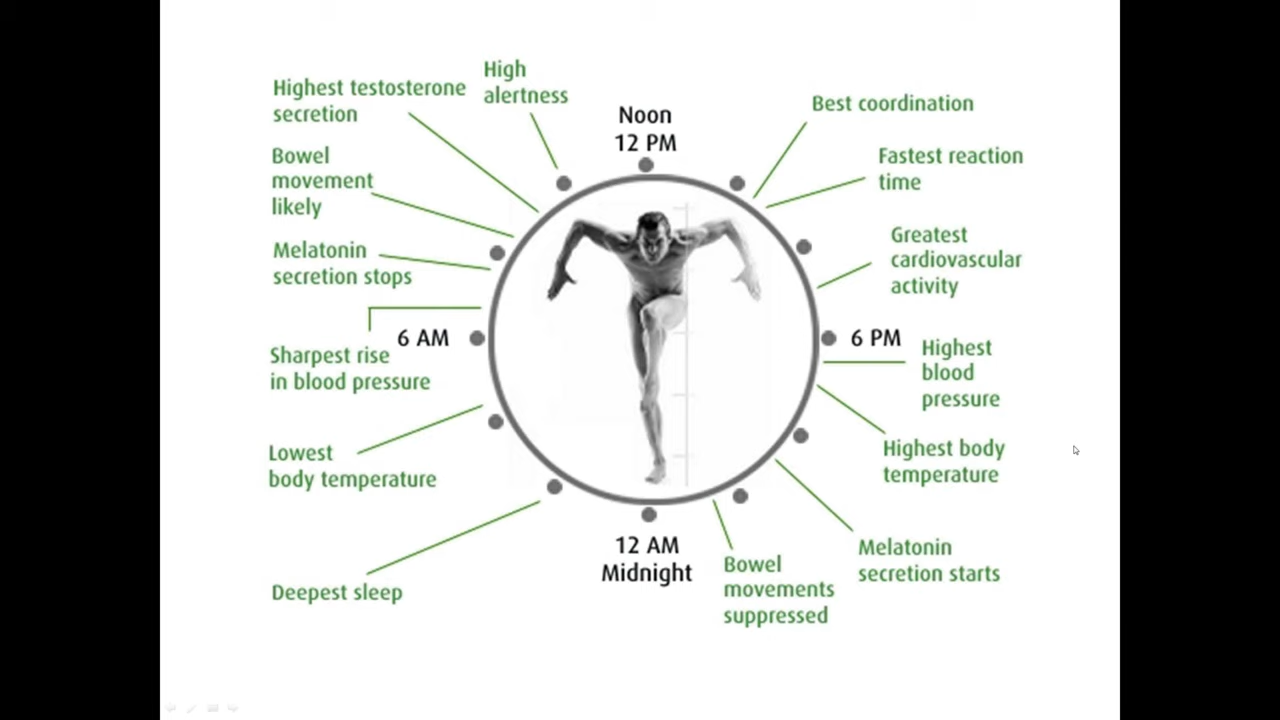 High
alertness
Highest testosterone
secretion
Noon
12 PM
Best coordination
Bowel
movement
likely
Fastest reaction
time
Melatonin
secretion stops
Greatest
cardiovascular
activity
6 AM
6 PM
Sharpest rise
in blood pressure
Highest
blood
pressure
Lowest
body temperature
Highest body
temperature
12 AM
Midnight
Melatonin
secretion starts
Bowel
movements
suppressed
Deepest sleep